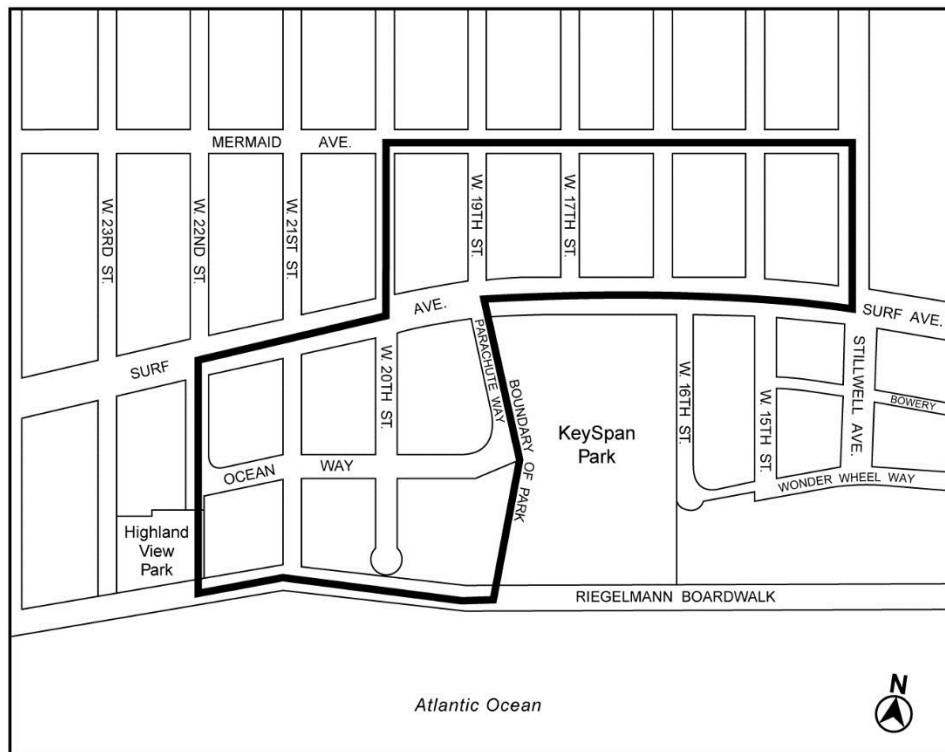 MERMAID AVE.
W. 23RD ST.
W. 22ND ST.
W. 21ST ST.
W. 19TH ST.
W. 17TH ST.
SURF AVE.
SURF AVE.
W. 20TH ST.
PARACHUTE WAY
BOUNDARY OF PARK
KeySpan
Park
W. 16TH ST.
W. 15TH ST.
STILLWELL AVE.
BOWERY
OCEAN WAY
WONDER WHEEL WAY
Highland
View
Park
RIEGELMANN BOARDWALK
Atlantic Ocean
N